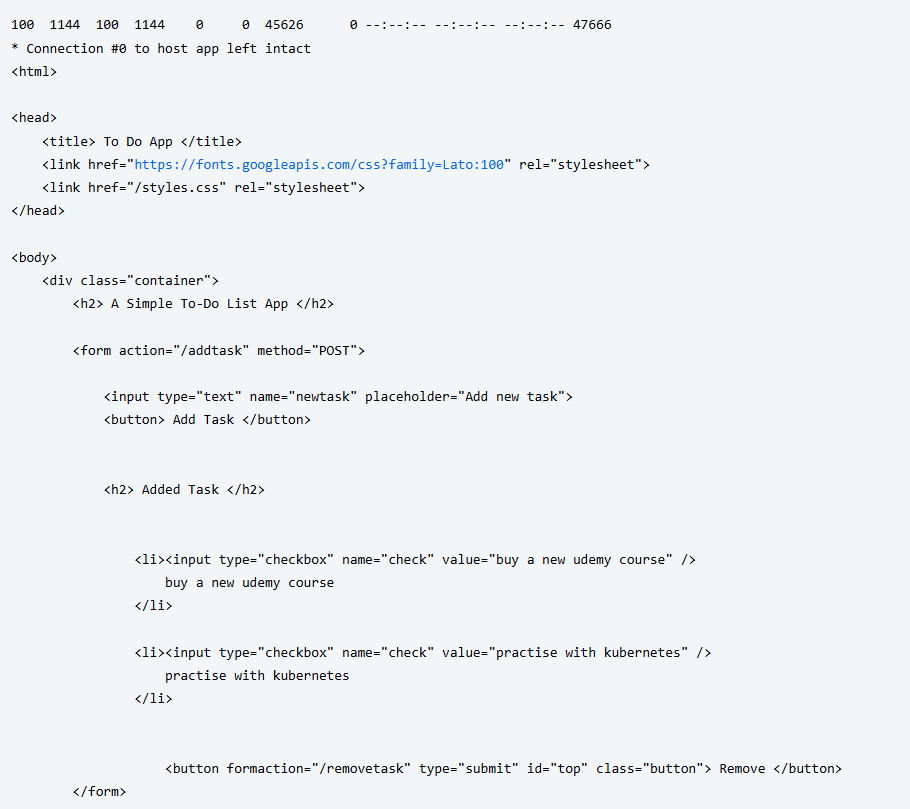 100  1144  100  1144    0     0  45626      0 --:--:-- --:--:-- --:--:-- 47666
* Connection #0 to host app left intact
<html>
<head>
    <title> To Do App </title>
    <link href="https://fonts.googleapis.com/css?family=Lato:100" rel="stylesheet">
    <link href="/styles.css" rel="stylesheet">
</head>
<body>
    <div class="container">
        <h2> A Simple To-Do List App </h2>
        <form action="/addtask" method="POST">
            <input type="text" name="newtask" placeholder="Add new task">
            <button> Add Task </button>
            <h2> Added Task </h2>
                <li><input type="checkbox" name="check" value="buy a new udemy course" />
                    buy a new udemy course
                </li>
                <li><input type="checkbox" name="check" value="practise with kubernetes" />
                    practise with kubernetes
                </li>
                    <button formaction="/removetask" type="submit" id="top" class="button"> Remove </button>
        </form>